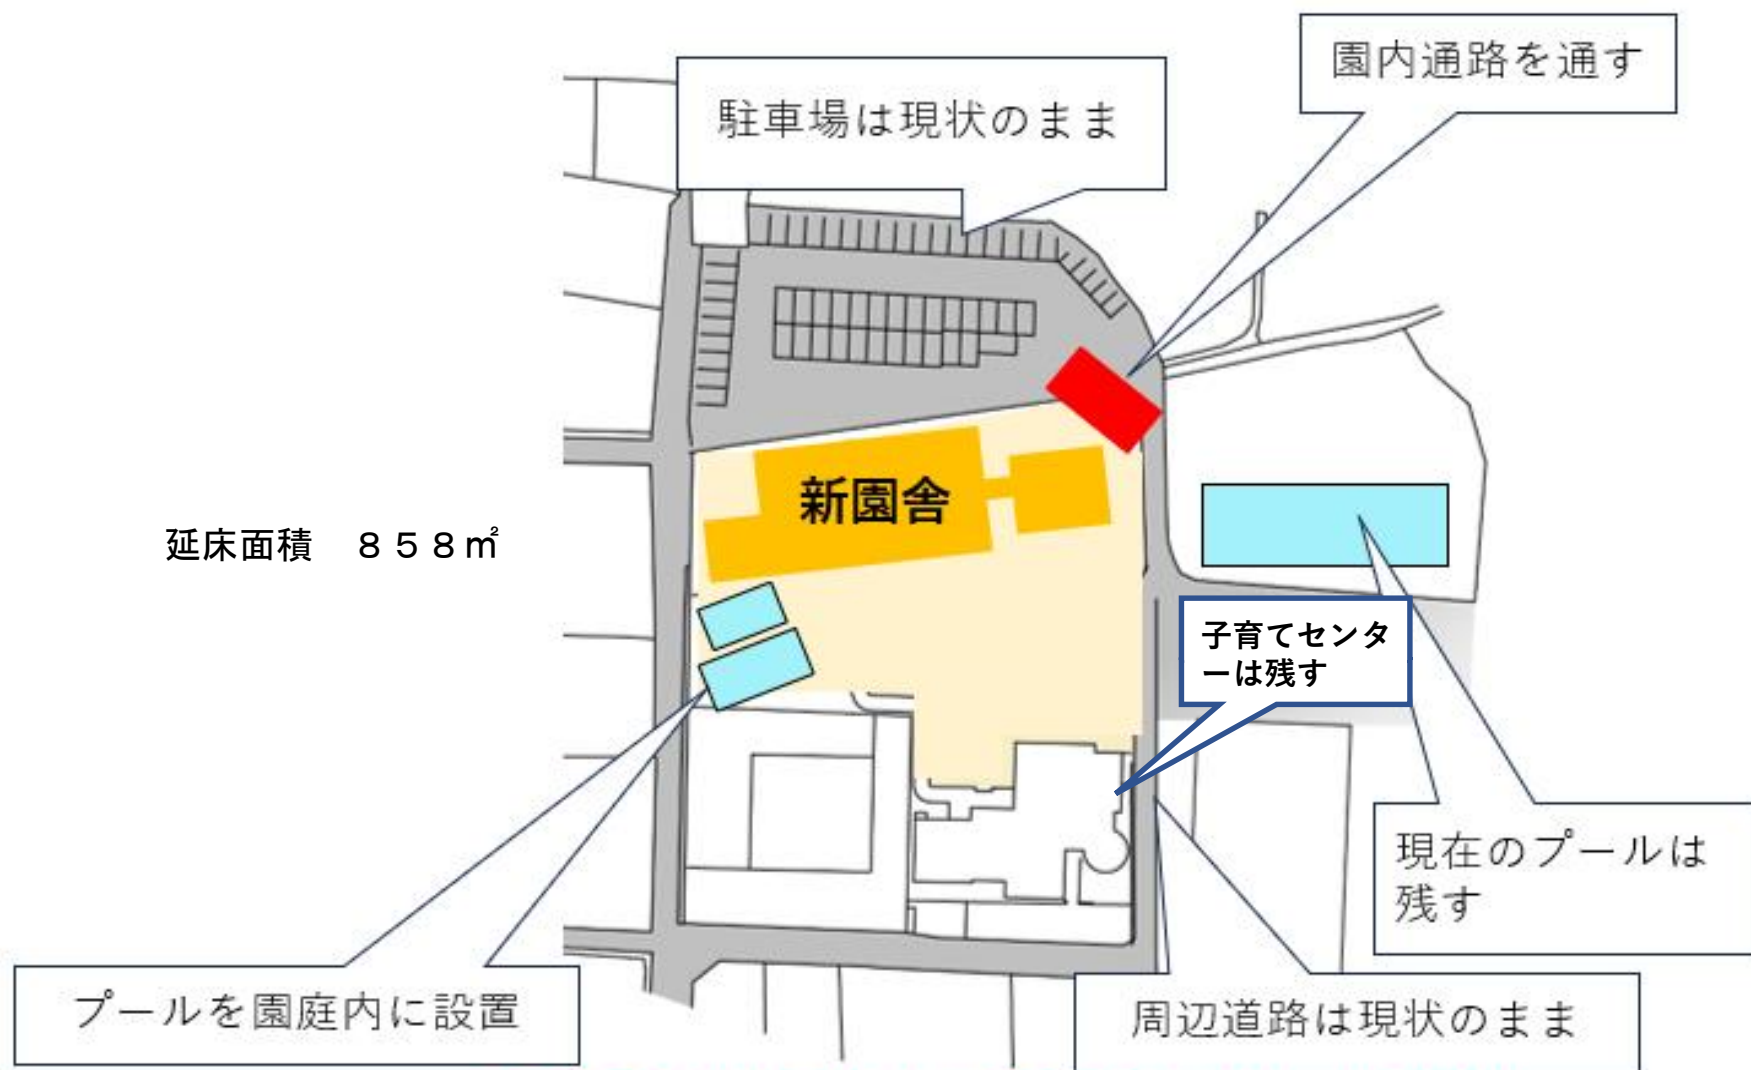 園内通路を通す
駐車場は現状のまま
新園舎
延床面積　８５８㎡
子育てセンタ
ーは残す
現在のプールは
残す
プールを園庭内に設置
周辺道路は現状のまま